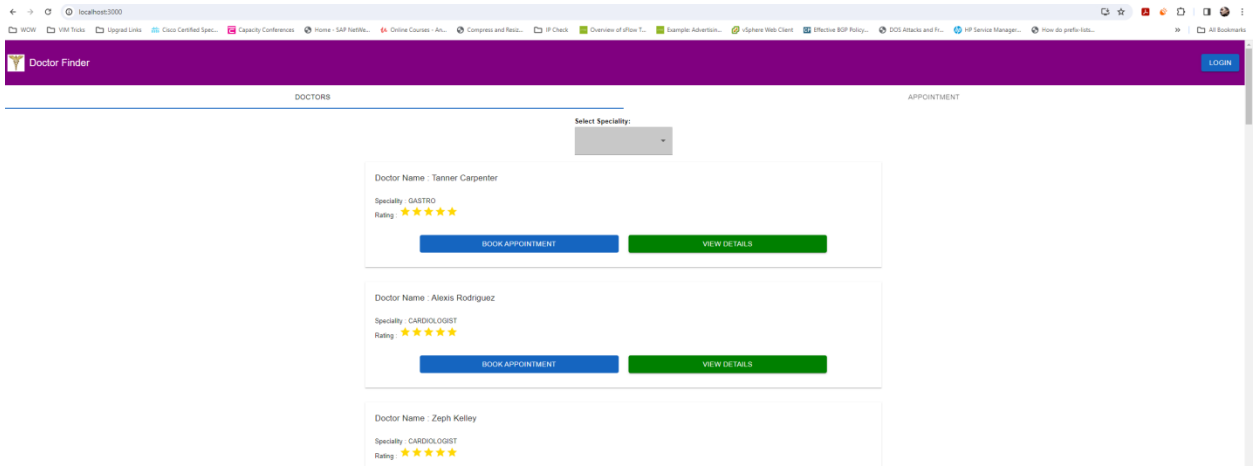 localhost:3000
WOW VIM Tricks Upgrad Links Cisco Certified Spec... Capacity Conferences Home - SAP NetWe... Online Courses - An... Compress and Resiz... IP Check Overview of sFlow T... Example: Advertisin... vSphere Web Client Effective BGP Policy... DOS Attacks and Fr... HP Service Manager... How do prefix-lists... » All Bookmarks
Doctor Finder LOGIN
DOCTORS APPOINTMENT
Select Speciality:
Doctor Name : Tanner Carpenter
Speciality : GASTRO
Rating :
BOOK APPOINTMENT VIEW DETAILS
Doctor Name : Alexis Rodriguez
Speciality : CARDIOLOGIST
Rating :
BOOK APPOINTMENT VIEW DETAILS
Doctor Name : Zeph Kelley
Speciality : CARDIOLOGIST
Rating :